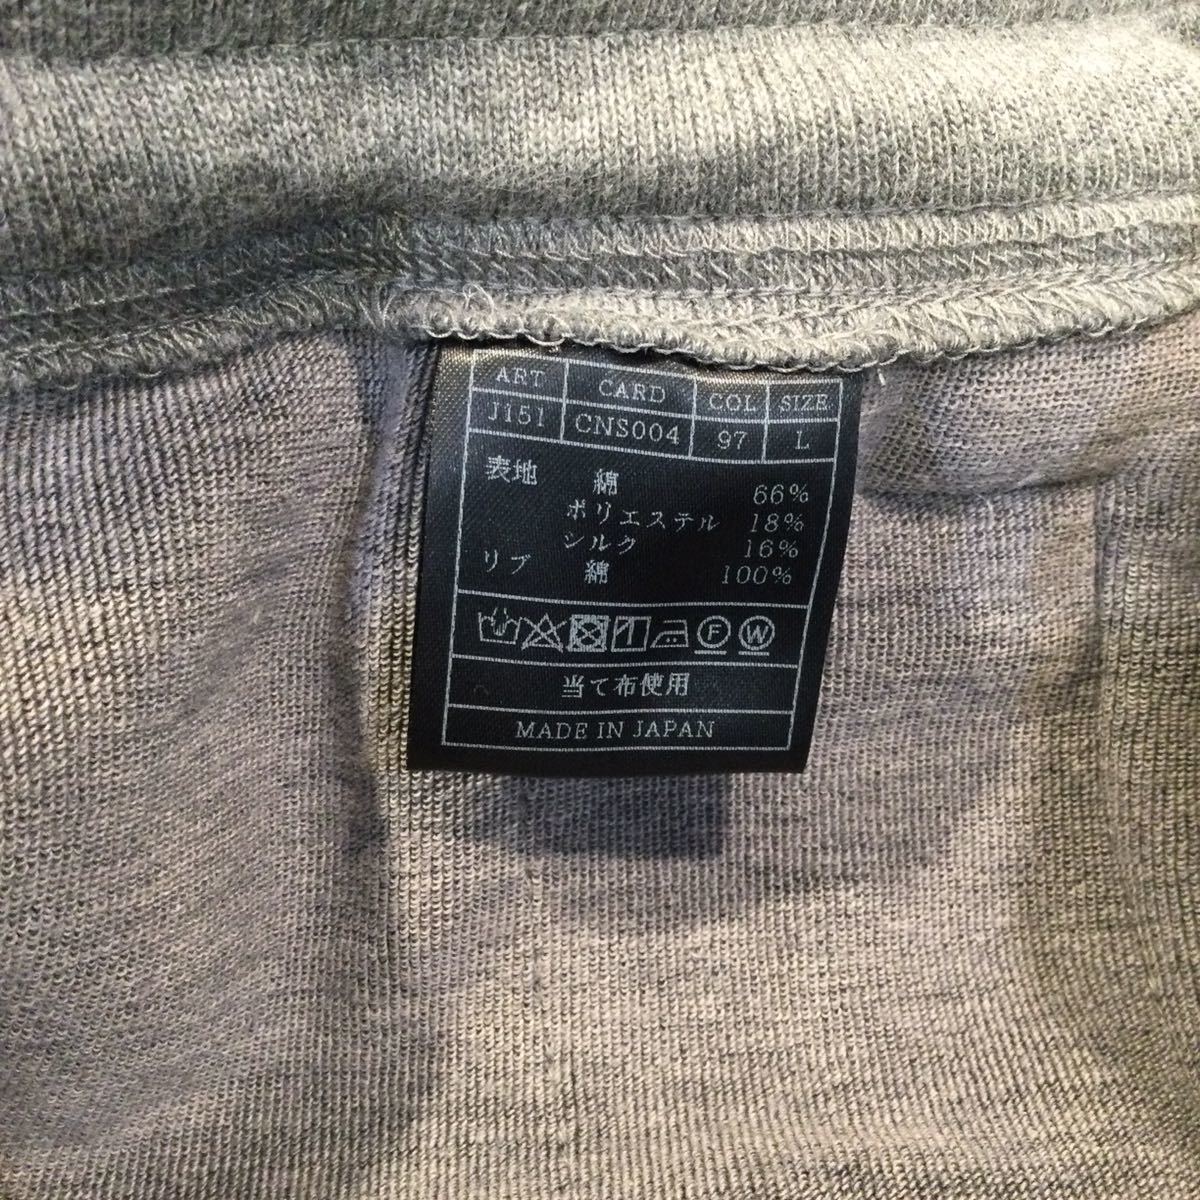 ART CARD COL SIZE
J151 CNS004 97 L
表地 綿 66%
ポリエステル 18%
シルク 16%
リブ 綿 100%
F W
当て布使用
MADE IN JAPAN